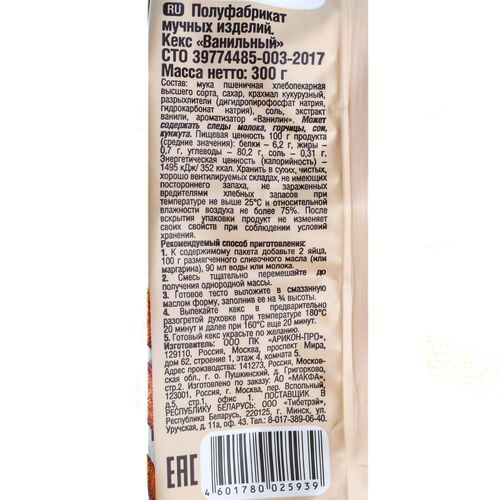 RU Полуфабрикат
мучных изделий.
Кекс «Ванильный»
СТО 39774485-003-2017
Масса нетто: 300 г
Состав: мука пшеничная хлебопекарная
высшего сорта, сахар, крахмал кукурузный,
разрыхлители (дигидропирофосфат натрия,
гидрокарбонат натрия), соль, экстракт
ванили, ароматизатор «Ванилин». Может
содержать следы молока, горчицы, сои,
кунжута. Пищевая ценность 100 г продукта
(средние значения): белки – 6,2 г, жиры –
0,7 г, углеводы – 80,2 г, соль – 0,31 г.
Энергетическая ценность (калорийность) –
1495 кДж/ 352 ккал. Хранить в сухих, чистых,
хорошо вентилируемых складах, не имеющих
постороннего запаха, не зараженных
вредителями хлебных запасов при
температуре не выше 25°С и относительной
влажности воздуха не более 75%. После
вскрытия упаковки продукт не изменяет
своих свойств при соблюдении условий
хранения.
Рекомендуемый способ приготовления:
1. К содержимому пакета добавьте 2 яйца,
100 г размягченного сливочного масла (или
маргарина), 90 мл воды или молока.
2. Смесь тщательно перемешайте до
получения однородной массы.
3. Готовое тесто выложите в смазанную
маслом форму, заполнив ее на ¾ высоты.
4. Выпекайте кекс в предварительно
разогретой духовке при температуре 180°С
20 минут и далее при 160°С еще 20 минут.
5. Готовый кекс украсьте по желанию.
Изготовитель: ООО ПК «АРИКОН-ПРО»,
129110, Россия, Москва, проспект Мира,
дом 62, строение 1, этаж 4, комната 5.
Адрес производства: 141273, Россия, Москов-
ская обл., г. о. Пушкинский, д. Григорково,
стр.2. Изготовлено по заказу: АО «МАКФА»,
123001, Россия, г. Москва, пер. Вспольный,
д.5, стр.1, офис 1. ПОСТАВЩИК В
РЕСПУБЛИКУ БЕЛАРУСЬ: ООО «Тибетрэй»,
РЕСПУБЛИКА БЕЛАРУСЬ, 220125, г. Минск, ул.
Уручская, д. 11а, оф. 43. Тел.: 8-017-389-06-40.
EAC
4 601780 025939